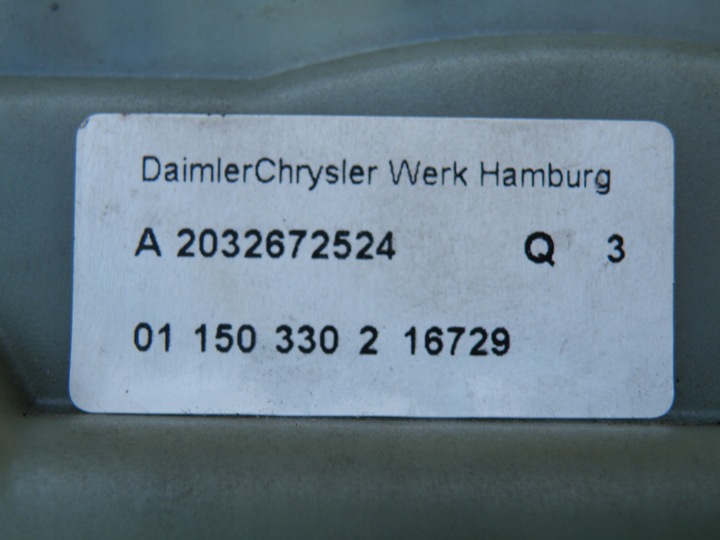 DaimlerChrysler Werk Hamburg
A 2032672524 Q 3
01 150 330 2 16729